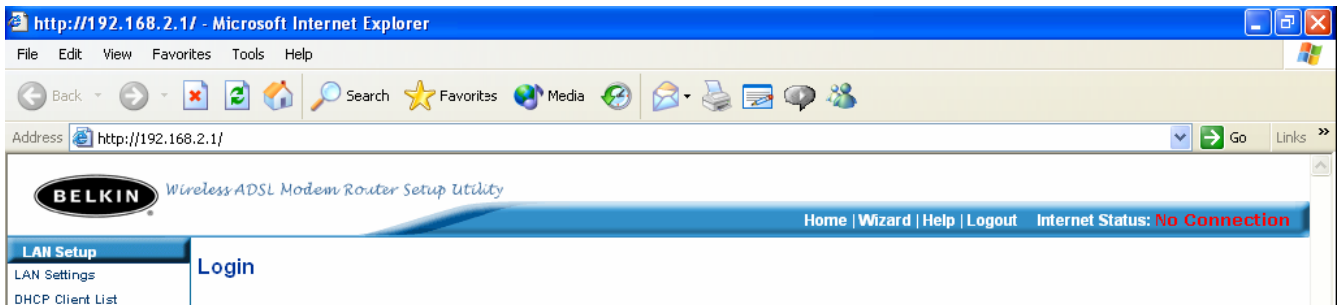 http://192.168.2.1/ - Microsoft Internet Explorer
File Edit View Favorites Tools Help
Back Search Favorites Media
Address http://192.168.2.1/ Go Links »
BELKIN Wireless ADSL Modem Router Setup Utility
Home | Wizard | Help | Logout Internet Status: No Connection
LAN Setup
LAN Settings
DHCP Client List
Login